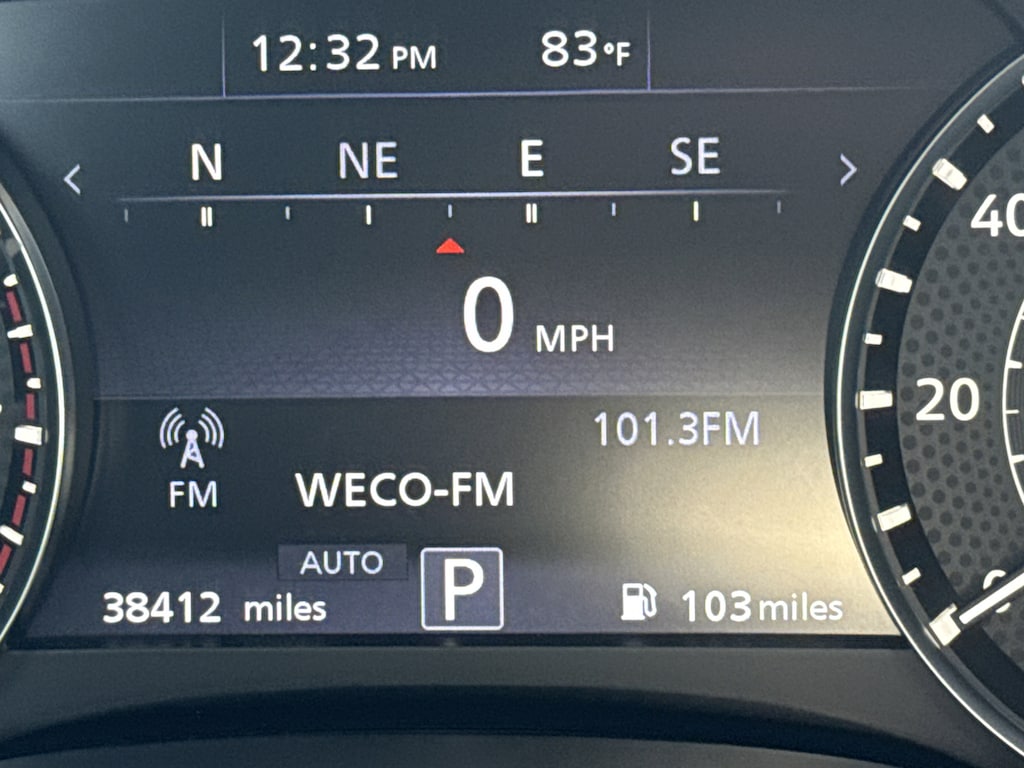 12:32 PM 83°F
< N NE E SE >
0 MPH
40
20
101.3FM
FM WECO-FM
AUTO
38412 miles P 103 miles